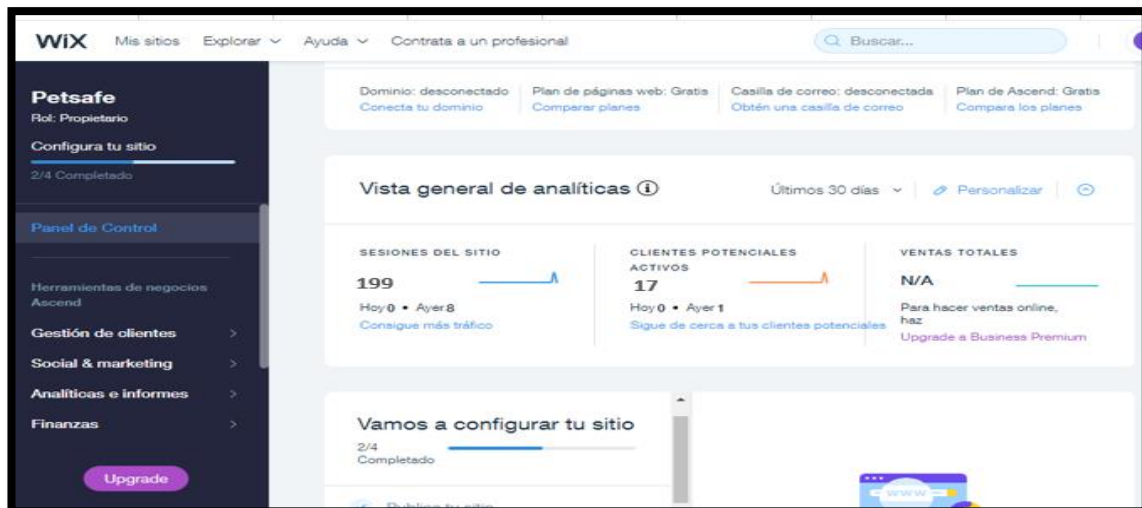 WiX Mis sitios Explorar Ayuda Contrata a un profesional Buscar...
Petsafe
Rol: Propietario
Configura tu sitio
2/4 Completado
Panel de Control
Herramientas de negocios
Ascend
Gestión de clientes
Social & marketing
Analíticas e informes
Finanzas
Upgrade
Dominio: desconectado Plan de páginas web: Gratis Casilla de correo: desconectada Plan de Ascend: Gratis
Conecta tu dominio Comparar planes Obtén una casilla de correo Compara los planes
Vista general de analíticas Últimos 30 días Personalizar
SESIONES DEL SITIO
199
Hoy 0 • Ayer 8
Consigue más tráfico
CLIENTES POTENCIALES
ACTIVOS
17
Hoy 0 • Ayer 1
Sigue de cerca a tus clientes potenciales
VENTAS TOTALES
N/A
Para hacer ventas online,
haz
Upgrade a Business Premium
Vamos a configurar tu sitio
2/4
Completado
Publica tu sitio
www